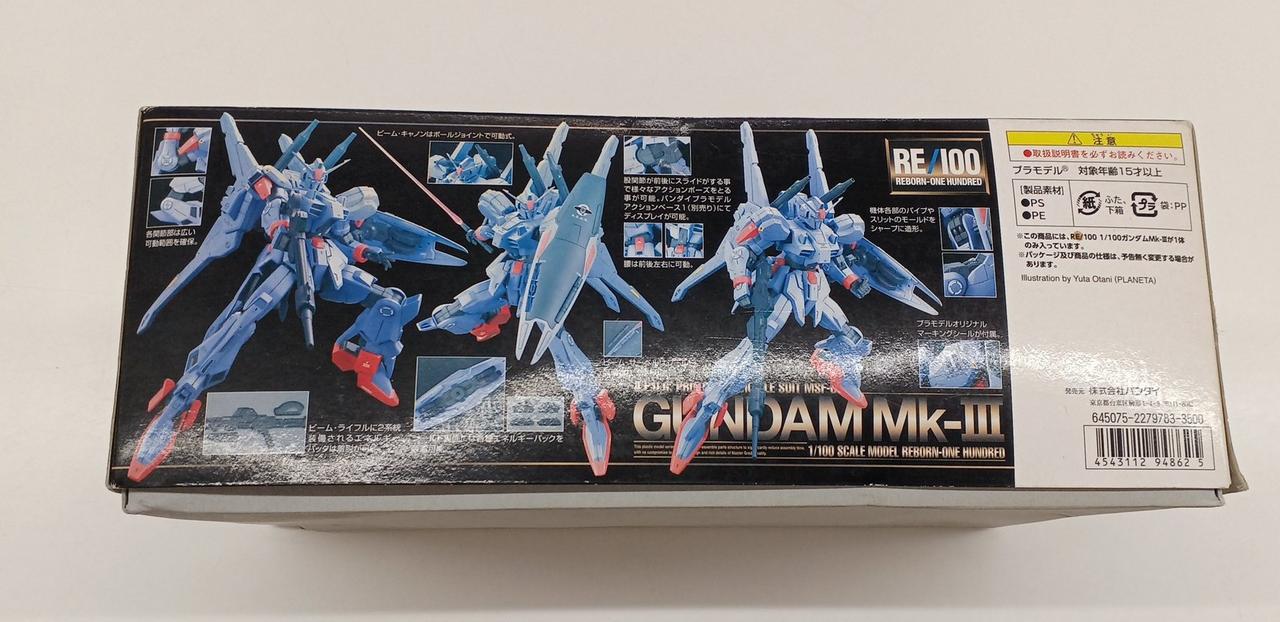 各関節部は広い
可動範囲を確保。
ビーム・キャノンはボールジョイントで可動式。
股関節が前後にスライドする事
で様々なアクションポーズをとる
事が可能。バンダイプラモデル
アクションベース1(別売り)にて
ディスプレイが可能。
腰は前後左右に可動。
RE/100
REBORN-ONE HUNDRED
機体各部のパイプや
スリットのモールドを
シャープに造形。
プラモデルオリジナル
マーキングシールが付属。
ビーム・ライフルに2系統
装備されるエネルギー
エネルギーパックを
SUIT MSF-
GUNDAM Mk-III
1/100 SCALE MODEL REBORN-ONE HUNDRED
注意
●取扱説明書を必ずお読みください。
プラモデル® 対象年齢15才以上
[製品素材]
●PS
●PE
紙 ふた、下箱
プラ 袋:PP
※この商品には、RE/100 1/100ガンダムMk-Ⅲが1体
のみ入っています。
※パッケージ及び商品の仕様は、予告無く変更する場合が
あります。
Illustration by Yuta Otani (PLANETA)
発売元 株式会社バンダイ
645075-2279783-3500
4543112 94862 5